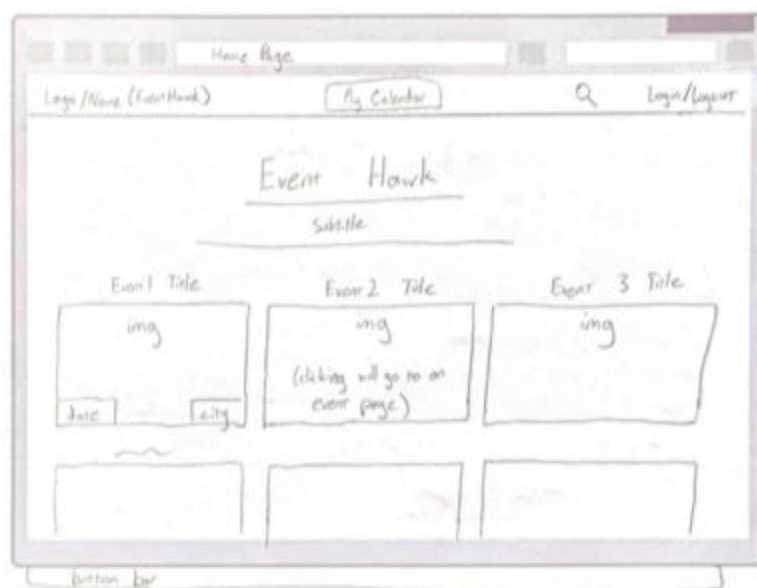 Home Page
Logo/Name (EventHawk) My Calendar Login/Logout
Event Hawk
Subtitle
Event 1 Title Event 2 Title Event 3 Title
img img img
(clicking will go to an
event page)
date city
button bar